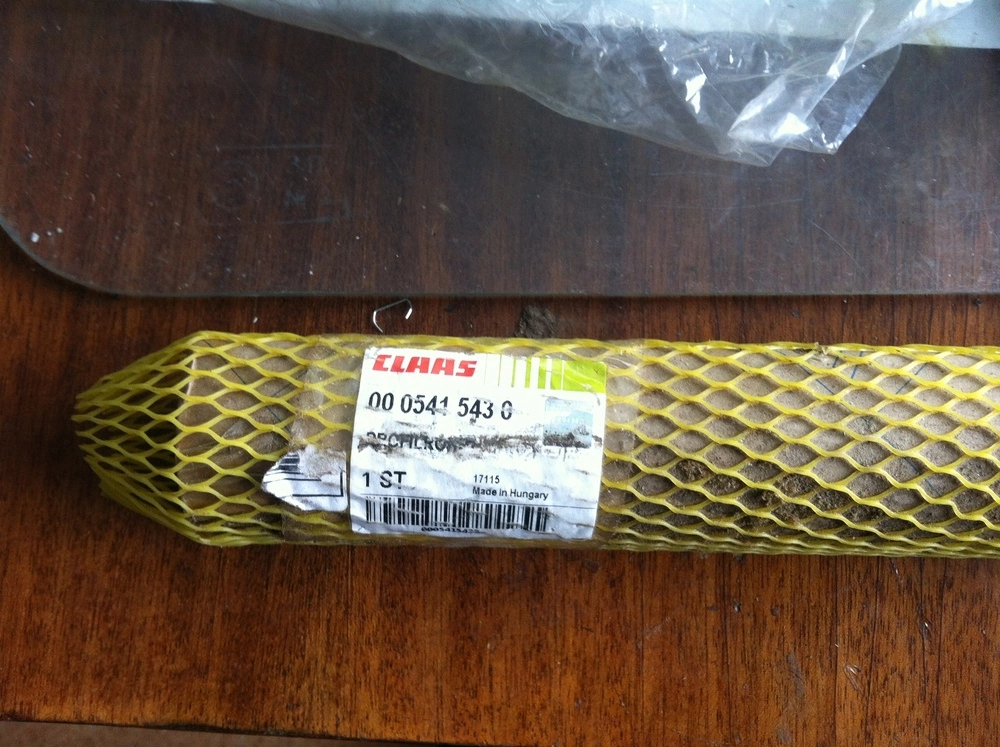 CLAAS
00 0541 543 0
1 ST
17115
Made in Hungary